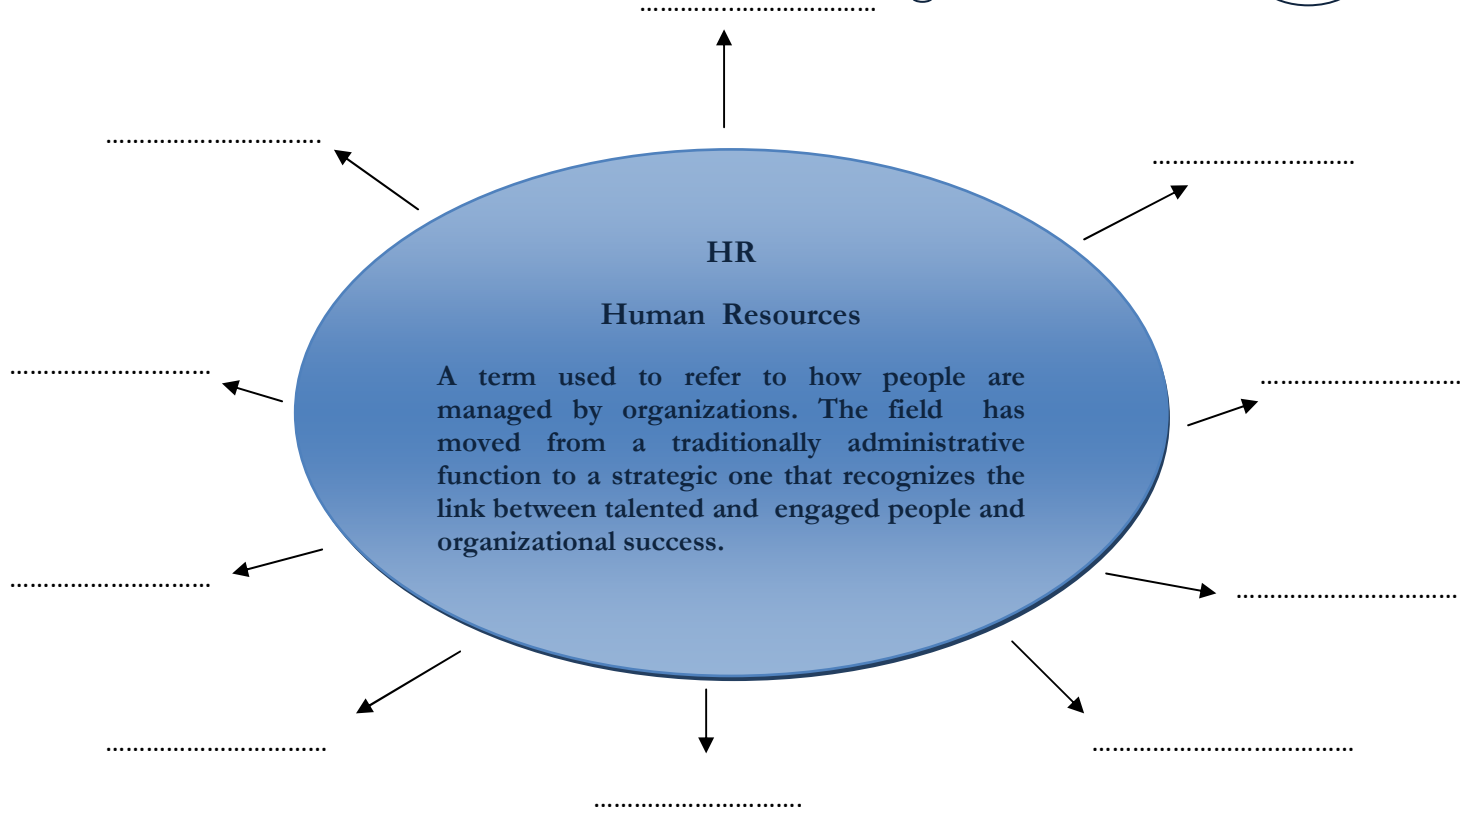 HR
Human Resources
A term used to refer to how people are
managed by organizations. The field has
moved from a traditionally administrative
function to a strategic one that recognizes the
link between talented and engaged people and
organizational success.